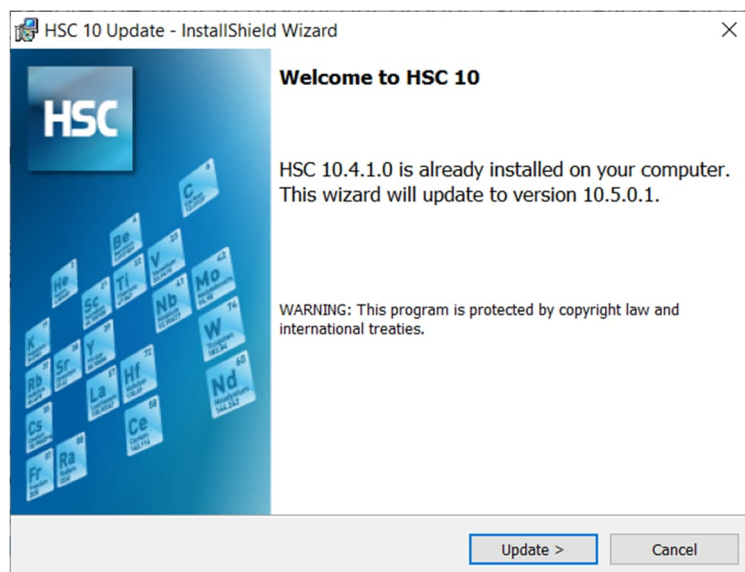 HSC 10 Update - InstallShield Wizard
HSC
Welcome to HSC 10
HSC 10.4.1.0 is already installed on your computer.
This wizard will update to version 10.5.0.1.
WARNING: This program is protected by copyright law and
international treaties.
C
Be
He
Ti
V
Sc
Nb
Mo
K
Y
W
Sr
Rb
La
Hf
Nd
Cs
Ce
Fr
Ra
Update >
Cancel